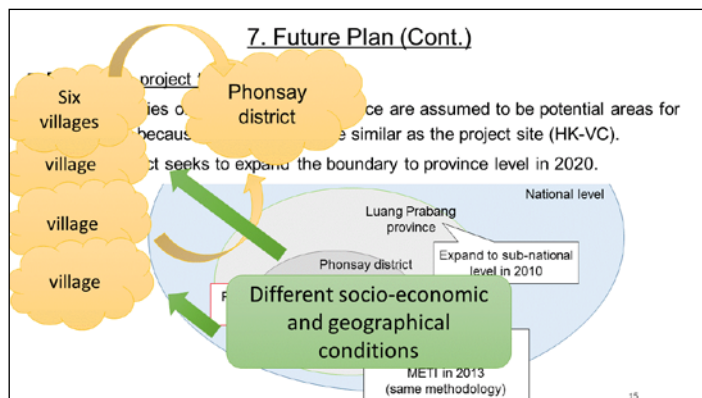 7. Future Plan (Cont.)
project
Six
villages
Phonsay
district
ies o
ce are assumed to be potential areas for
becaus
e similar as the project site (HK-VC).
village
ct seeks to expand the boundary to province level in 2020.
National level
Luang Prabang
province
village
Expand to sub-national
level in 2010
Phonsay district
village
Different socio-economic
and geographical
conditions
METI in 2013
(same methodology)
15